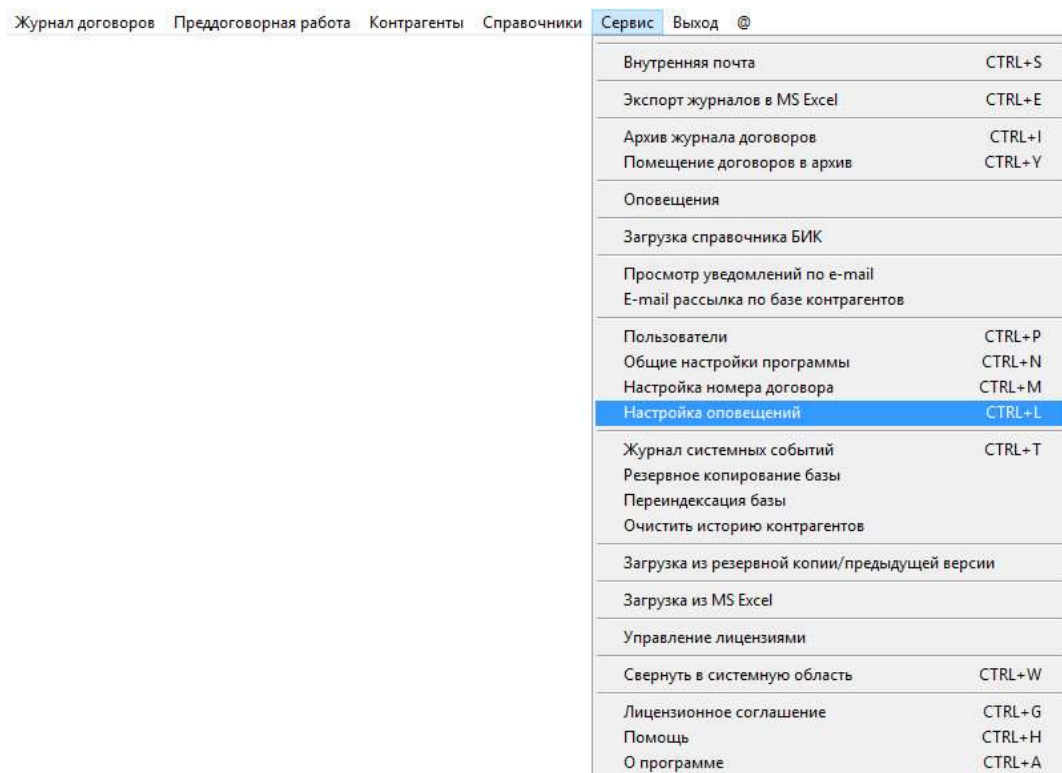 Журнал договоров Преддоговорная работа Контрагенты Справочники Сервис Выход @
Внутренняя почта CTRL+S
Экспорт журналов в MS Excel CTRL+E
Архив журнала договоров CTRL+I
Помещение договоров в архив CTRL+Y
Оповещения
Загрузка справочника БИК
Просмотр уведомлений по e-mail
E-mail рассылка по базе контрагентов
Пользователи CTRL+P
Общие настройки программы CTRL+N
Настройка номера договора CTRL+M
Настройка оповещений CTRL+L
Журнал системных событий CTRL+T
Резервное копирование базы
Переиндексация базы
Очистить историю контрагентов
Загрузка из резервной копии/предыдущей версии
Загрузка из MS Excel
Управление лицензиями
Свернуть в системную область CTRL+W
Лицензионное соглашение CTRL+G
Помощь CTRL+H
О программе CTRL+A